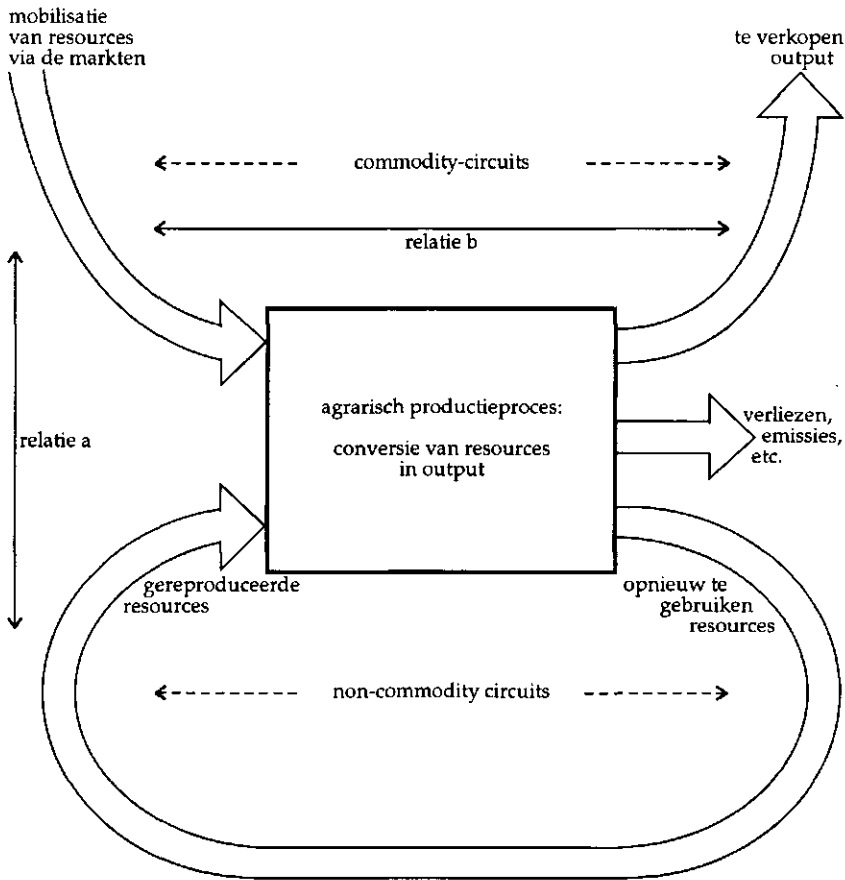 mobilisatie
van resources
via de markten
te verkopen
output
commodity-circuits
relatie b
relatie a
agrarisch productieproces:
conversie van resources
in output
verliezen,
emissies,
etc.
gereproduceerde
resources
opnieuw te
gebruiken
resources
non-commodity circuits